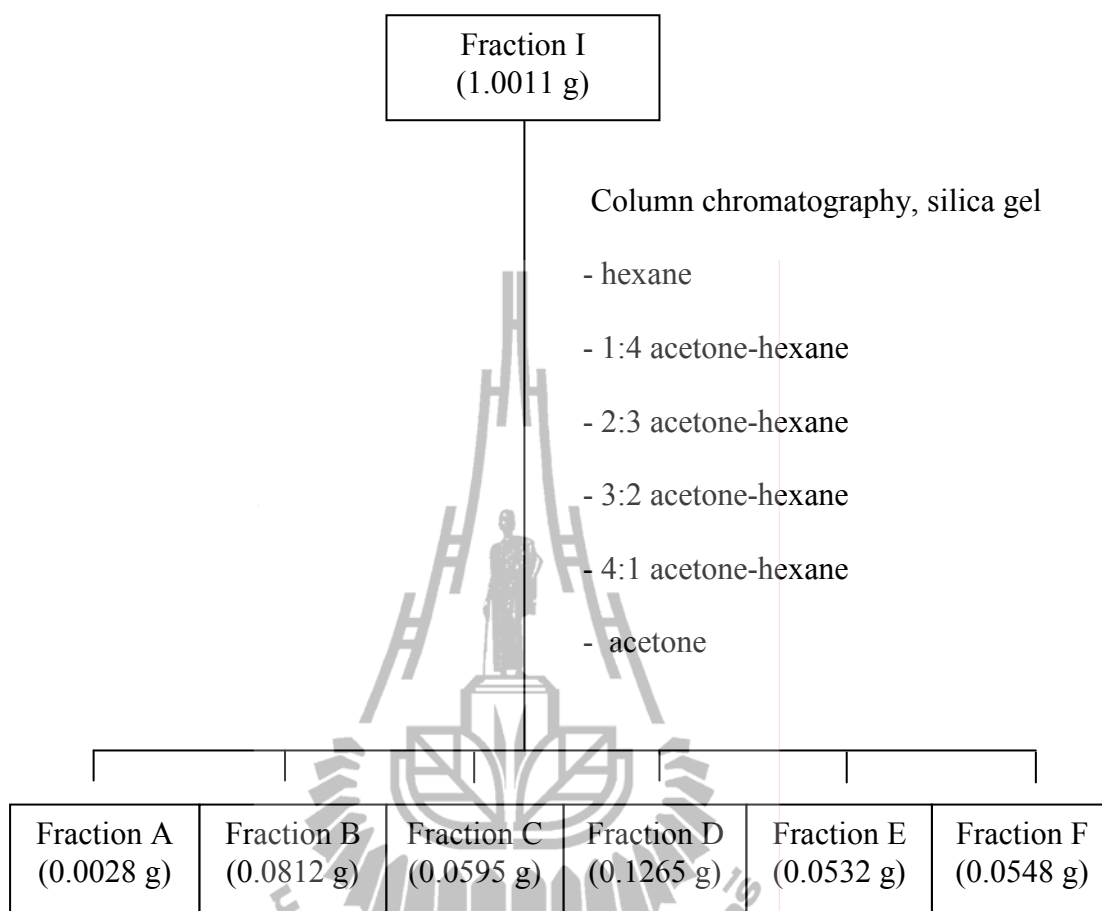 Fraction I
(1.0011 g)
Column chromatography, silica gel
- hexane
- 1:4 acetone-hexane
- 2:3 acetone-hexane
- 3:2 acetone-hexane
- 4:1 acetone-hexane
- acetone
Fraction A
(0.0028 g)
Fraction B
(0.0812 g)
Fraction C
(0.0595 g)
Fraction D
(0.1265 g)
Fraction E
(0.0532 g)
Fraction F
(0.0548 g)